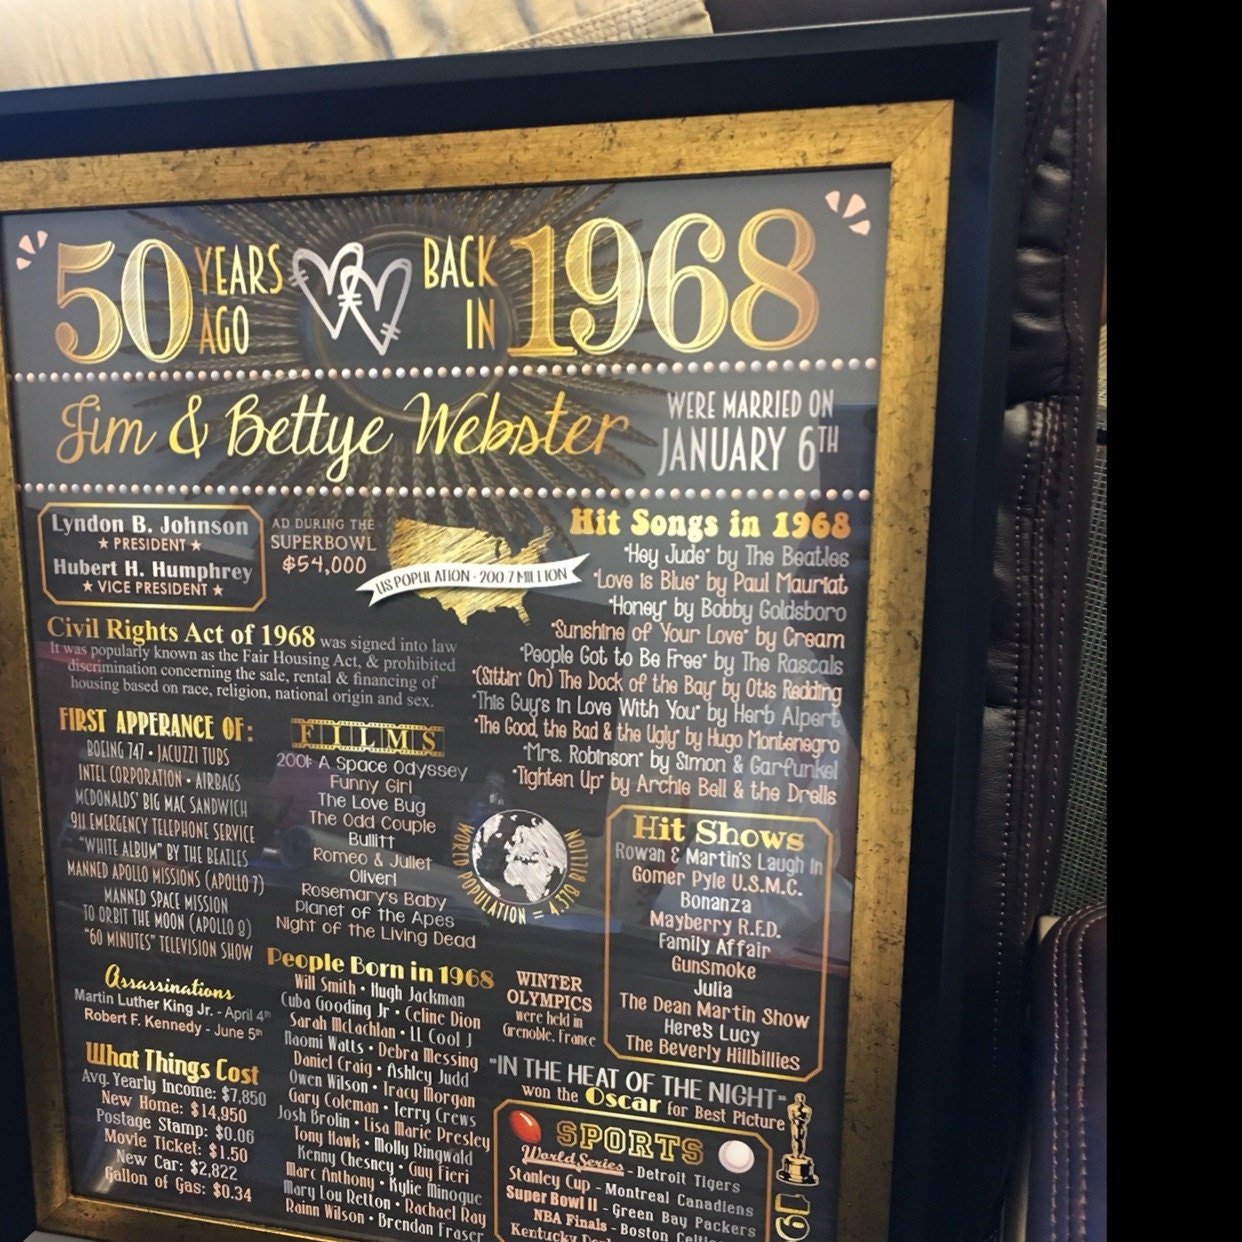 50 YEARS AGO BACK IN 1968
Jim & Bettye Webster
WERE MARRIED ON
JANUARY 6TH
Lyndon B. Johnson
★ PRESIDENT ★
Hubert H. Humphrey
★ VICE PRESIDENT ★
AD DURING THE
SUPERBOWL
$54,000
US POPULATION - 200.7 MILLION
Civil Rights Act of 1968 was signed into law
It was popularly known as the Fair Housing Act, & prohibited
discrimination concerning the sale, rental & financing of
housing based on race, religion, national origin and sex.
Hit Songs in 1968
"Hey Jude" by The Beatles
"Love is Blue" by Paul Mauriat
"Honey" by Bobby Goldsboro
"Sunshine of Your Love" by Cream
"People Got to Be Free" by The Rascals
"(Sittin' On) The Dock of the Bay" by Otis Redding
"This Guy's in Love With You" by Herb Alpert
"The Good, the Bad & the Ugly" by Hugo Montenegro
"Mrs. Robinson" by Simon & Garfunkel
"Tighten Up" by Archie Bell & the Drells
FIRST APPERANCE OF:
BOEING 747 • JACUZZI TUBS
INTEL CORPORATION • AIRBAGS
MCDONALDS' BIG MAC SANDWICH
911 EMERGENCY TELEPHONE SERVICE
"WHITE ALBUM" BY THE BEATLES
MANNED APOLLO MISSIONS (APOLLO 7)
MANNED SPACE MISSION
TO ORBIT THE MOON (APOLLO 8)
"60 MINUTES" TELEVISION SHOW
FILMS
2001: A Space Odyssey
Funny Girl
The Love Bug
The Odd Couple
Bullitt
Romeo & Juliet
Oliver!
Rosemary's Baby
Planet of the Apes
Night of the Living Dead
WORLD POPULATION = 4.378 BILLION
Hit Shows
Rowan & Martin's Laugh In
Gomer Pyle U.S.M.C.
Bonanza
Mayberry R.F.D.
Family Affair
Gunsmoke
Julia
The Dean Martin Show
Here's Lucy
The Beverly Hillbillies
Assassinations
Martin Luther King Jr. - April 4th
Robert F. Kennedy - June 5th
What Things Cost
Avg. Yearly Income: $7,850
New Home: $14,950
Postage Stamp: $0.06
Movie Ticket: $1.50
New Car: $2,822
Gallon of Gas: $0.34
People Born in 1968
Will Smith • Hugh Jackman
Cuba Gooding Jr • Celine Dion
Sarah McLachlan • LL Cool J
Naomi Watts • Debra Messing
Daniel Craig • Ashley Judd
Owen Wilson • Tracy Morgan
Gary Coleman • Terry Crews
Josh Brolin • Lisa Marie Presley
Tony Hawk • Molly Ringwald
Kenny Chesney • Guy Fieri
Marc Anthony • Kylie Minogue
Mary Lou Retton • Rachael Ray
Rainn Wilson • Brendan Fraser
WINTER
OLYMPICS
were held in
Grenoble, France
"IN THE HEAT OF THE NIGHT"
won the Oscar for Best Picture
SPORTS
World Series - Detroit Tigers
Stanley Cup - Montreal Canadiens
Super Bowl II - Green Bay Packers
NBA Finals - Boston
Kentucky